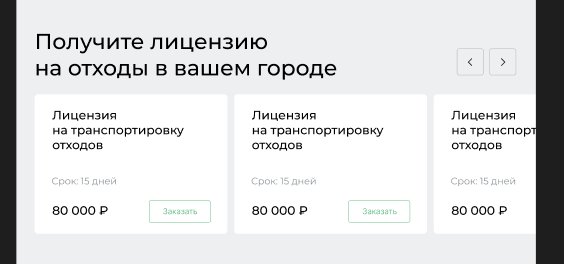 Получите лицензию
на отходы в вашем городе
Лицензия
на транспортировку
отходов
Срок: 15 дней
80 000 ₽
Заказать
Лицензия
на транспортировку
отходов
Срок: 15 дней
80 000 ₽
Заказать
Лицензия
на транспорт
отходов
Срок: 15 дней
80 000 ₽